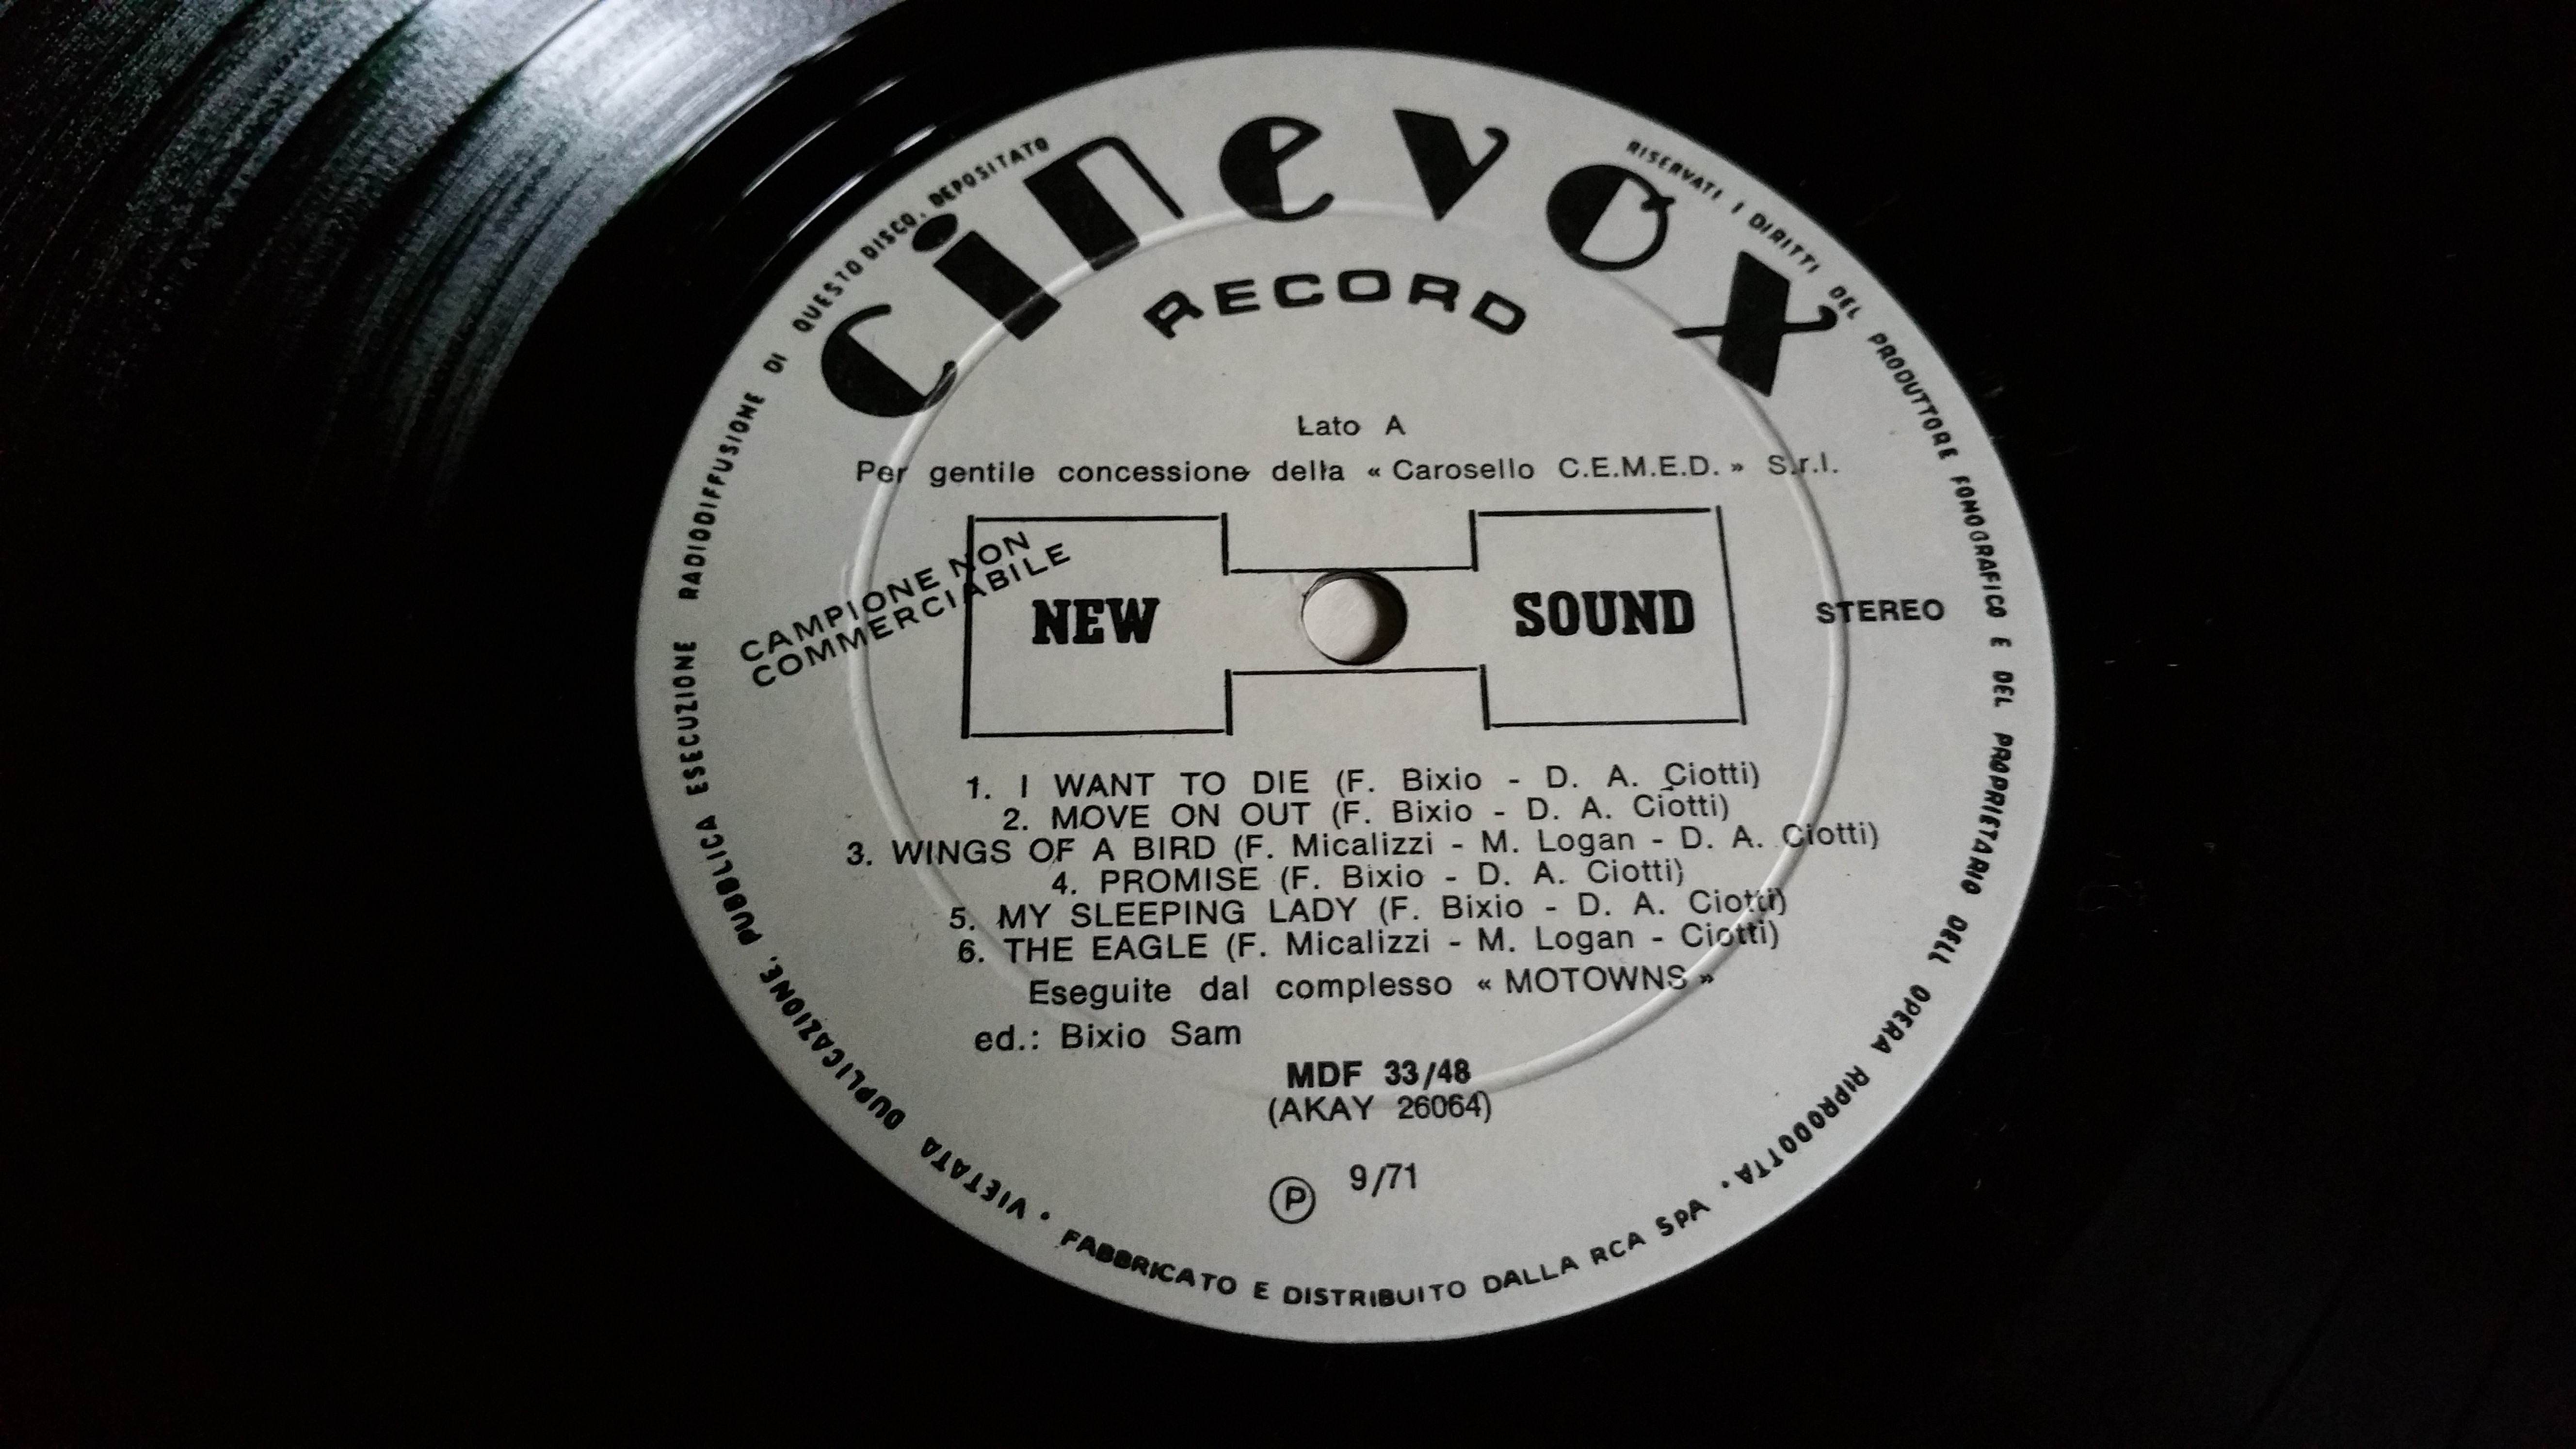 cinevox
RECORD
Lato A
Per gentile concessione della « Carosello C.E.M.E.D. » S.r.l.
CAMPIONE NON
COMMERCIABILE
NEW SOUND
STEREO
1. I WANT TO DIE (F. Bixio - D. A. Ciotti)
2. MOVE ON OUT (F. Bixio - D. A. Ciotti)
3. WINGS OF A BIRD (F. Micalizzi - M. Logan - D. A. Ciotti)
4. PROMISE (F. Bixio - D. A. Ciotti)
5. MY SLEEPING LADY (F. Bixio - D. A. Ciotti)
6. THE EAGLE (F. Micalizzi - M. Logan - Ciotti)
Eseguite dal complesso « MOTOWNS »
ed.: Bixio Sam
MDF 33/48
(AKAY 26064)
Ⓟ 9/71
RISERVATI I DIRITTI DEL PRODUTTORE FONOGRAFICO E DEL PROPRIETARIO DELL OPERA RIPRODOTTA •
FABBRICATO E DISTRIBUITO DALLA RCA SPA •
VIETATA DUPLICAZIONE, PUBBLICA ESECUZIONE RADIODIFFUSIONE DI QUESTO DISCO. DEPOSITATO